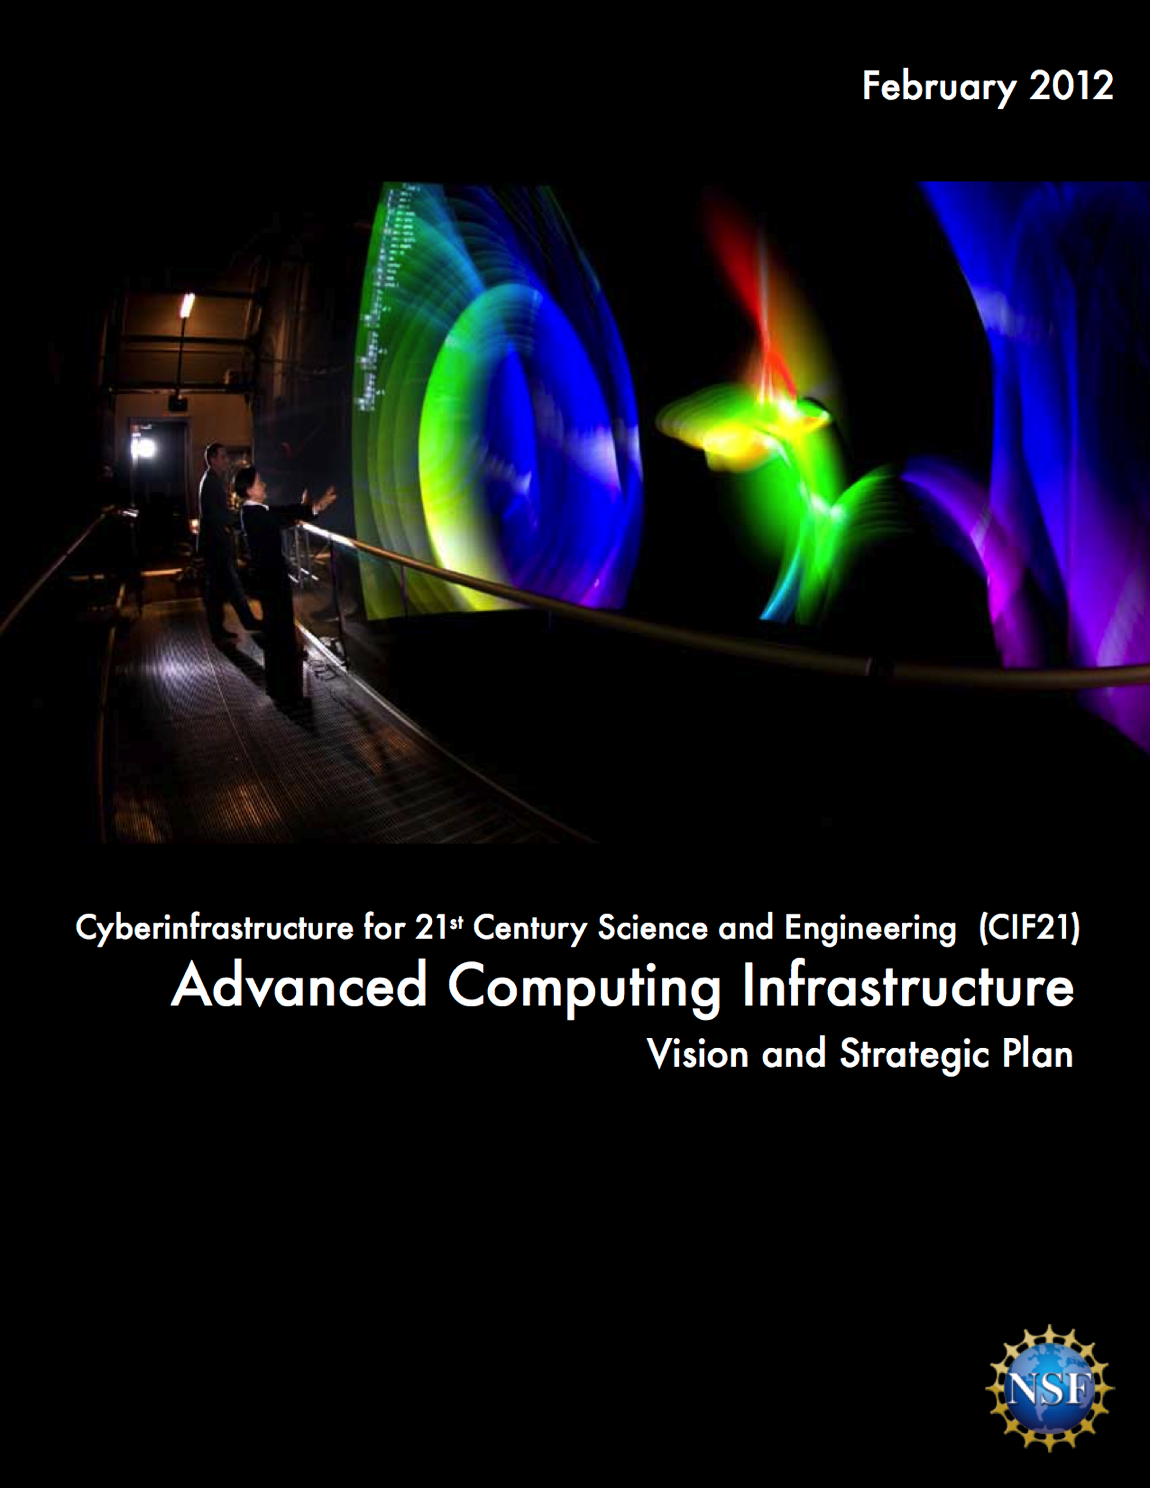 February 2012
Cyberinfrastructure for 21st Century Science and Engineering (CIF21)
Advanced Computing Infrastructure
Vision and Strategic Plan
NSF